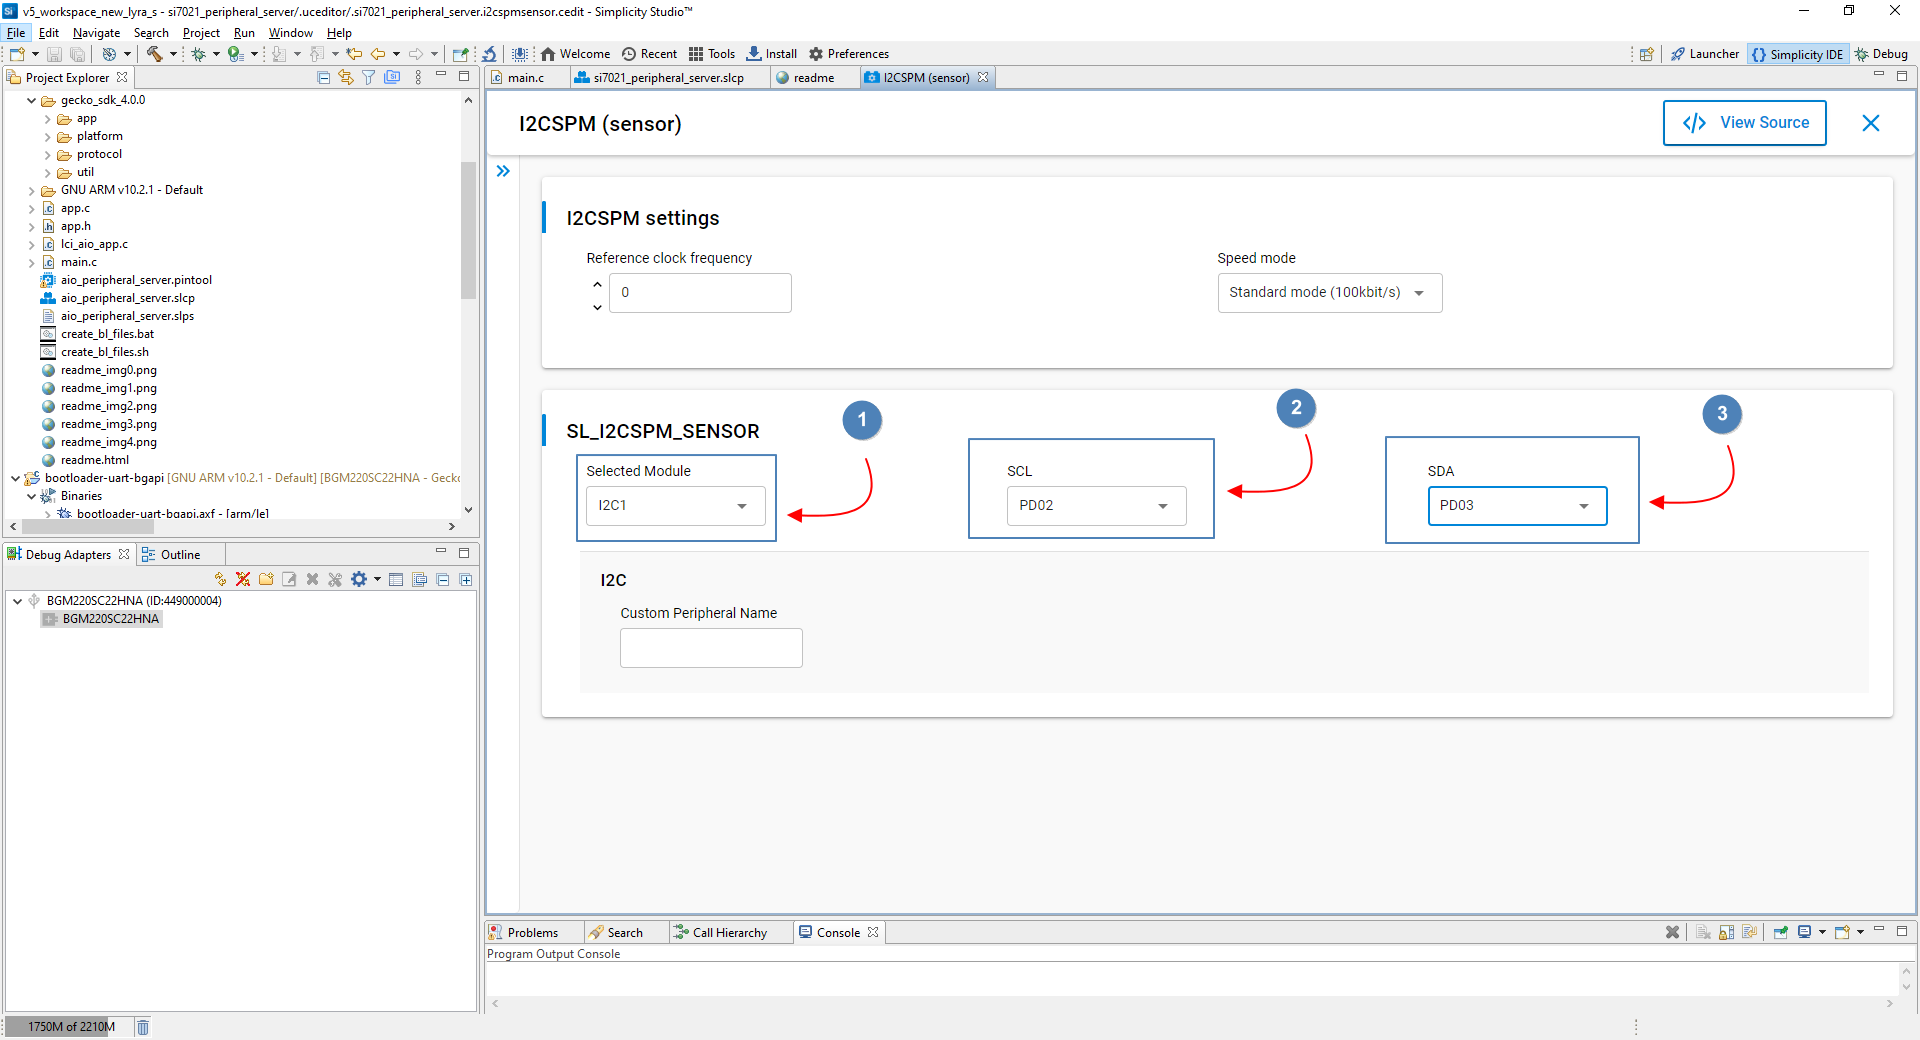 v5_workspace_new_lyra_s - si7021_peripheral_server/.uceditor/.si7021_peripheral_server.i2cspmsensor.cedit - Simplicity Studio™
File Edit Navigate Search Project Run Window Help
Welcome Recent Tools Install Preferences
Launcher Simplicity IDE Debug
Project Explorer
gecko_sdk_4.0.0
app
platform
protocol
util
GNU ARM v10.2.1 - Default
app.c
app.h
lci_aio_app.c
main.c
aio_peripheral_server.pintool
aio_peripheral_server.slcp
aio_peripheral_server.slps
create_bl_files.bat
create_bl_files.sh
readme_img0.png
readme_img1.png
readme_img2.png
readme_img3.png
readme_img4.png
readme.html
bootloader-uart-bgapi [GNU ARM v10.2.1 - Default] [BGM220SC22HNA - Gecko
Binaries
bootloader-uart-bgapi.axf - [arm/le]
Debug Adapters Outline
BGM220SC22HNA (ID:449000004)
BGM220SC22HNA
1750M of 2210M
main.c si7021_peripheral_server.slcp readme I2CSPM (sensor)
I2CSPM (sensor)
View Source
I2CSPM settings
Reference clock frequency
0
Speed mode
Standard mode (100kbit/s)
SL_I2CSPM_SENSOR
1
2
3
Selected Module
I2C1
SCL
PD02
SDA
PD03
I2C
Custom Peripheral Name
Problems Search Call Hierarchy Console
Program Output Console